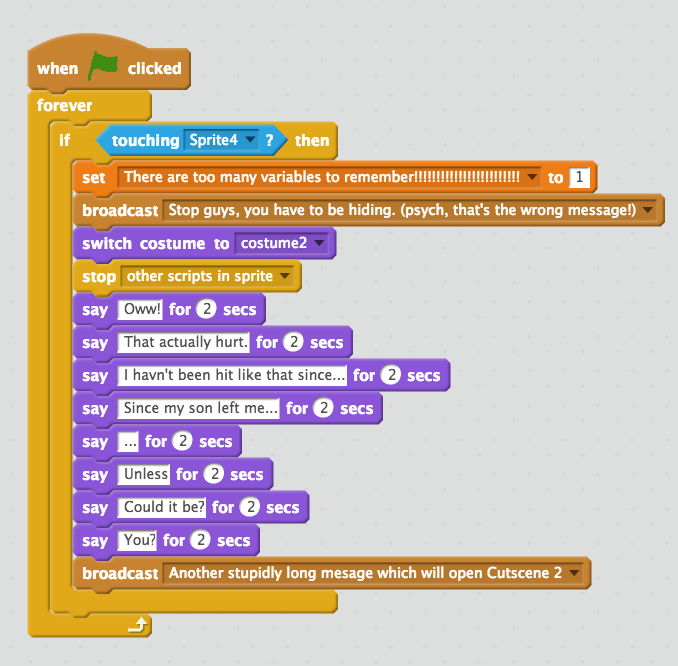 when clicked
forever
if touching Sprite4 ? then
set There are too many variables to remember!!!!!!!!!!!!!!!!!!!!!!!! to 1
broadcast Stop guys, you have to be hiding. (psych, that's the wrong message!)
switch costume to costume2
stop other scripts in sprite
say Oww! for 2 secs
say That actually hurt. for 2 secs
say I havn't been hit like that since... for 2 secs
say Since my son left me... for 2 secs
say ... for 2 secs
say Unless for 2 secs
say Could it be? for 2 secs
say You? for 2 secs
broadcast Another stupidly long mesage which will open Cutscene 2